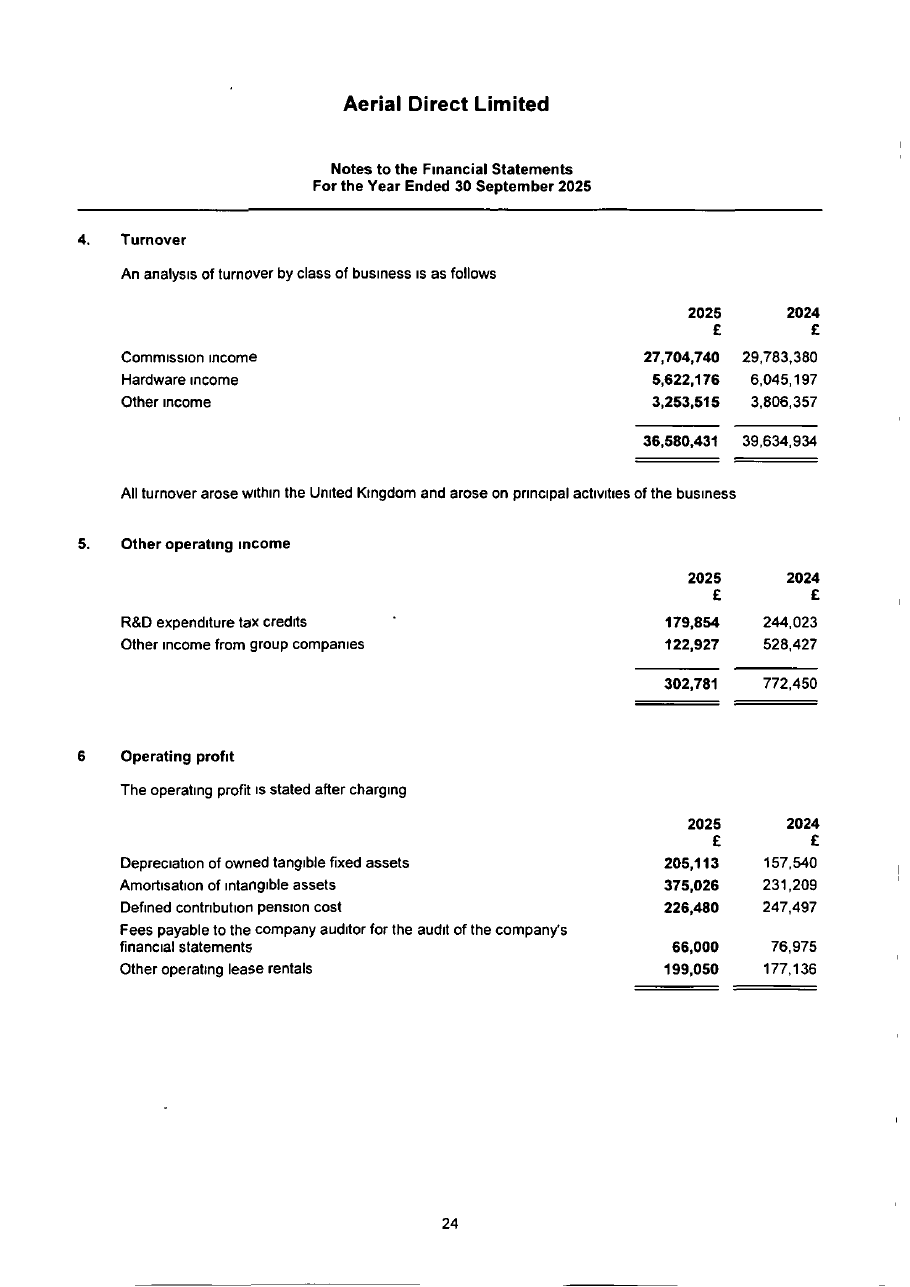 Aerial Direct Limited
Notes to the Financial Statements
For the Year Ended 30 September 2025
4. Turnover
An analysis of turnover by class of business is as follows
2025 2024
£ £
Commission income 27,704,740 29,783,380
Hardware income 5,622,176 6,045,197
Other income 3,253,515 3,806,357
36,580,431 39,634,934
All turnover arose within the United Kingdom and arose on principal activities of the business
5. Other operating income
2025 2024
£ £
R&D expenditure tax credits 179,854 244,023
Other income from group companies 122,927 528,427
302,781 772,450
6 Operating profit
The operating profit is stated after charging
2025 2024
£ £
Depreciation of owned tangible fixed assets 205,113 157,540
Amortisation of intangible assets 375,026 231,209
Defined contribution pension cost 226,480 247,497
Fees payable to the company auditor for the audit of the company's
financial statements 66,000 76,975
Other operating lease rentals 199,050 177,136
24